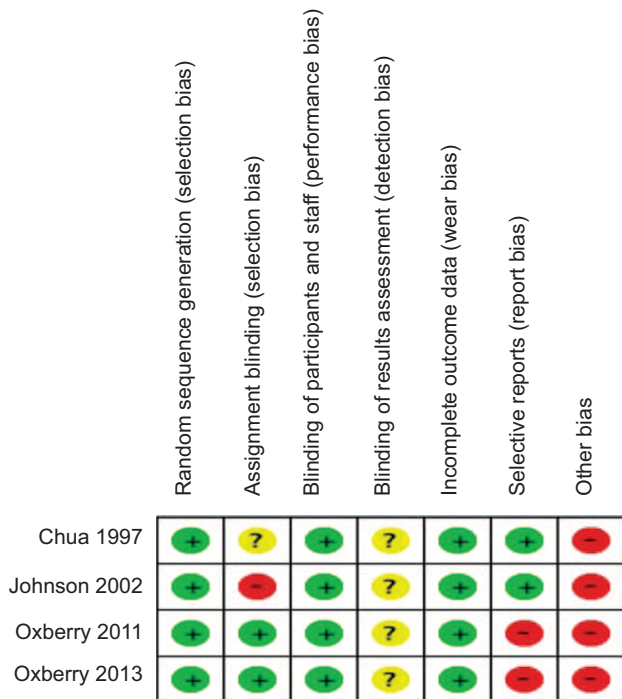 Random sequence generation (selection bias)
Assignment blinding (selection bias)
Blinding of participants and staff (performance bias)
Blinding of results assessment (detection bias)
Incomplete outcome data (wear bias)
Selective reports (report bias)
Other bias
Chua 1997 + ? + ? + + -
Johnson 2002 + - + ? + + -
Oxberry 2011 + + + ? + - -
Oxberry 2013 + + + ? + - -